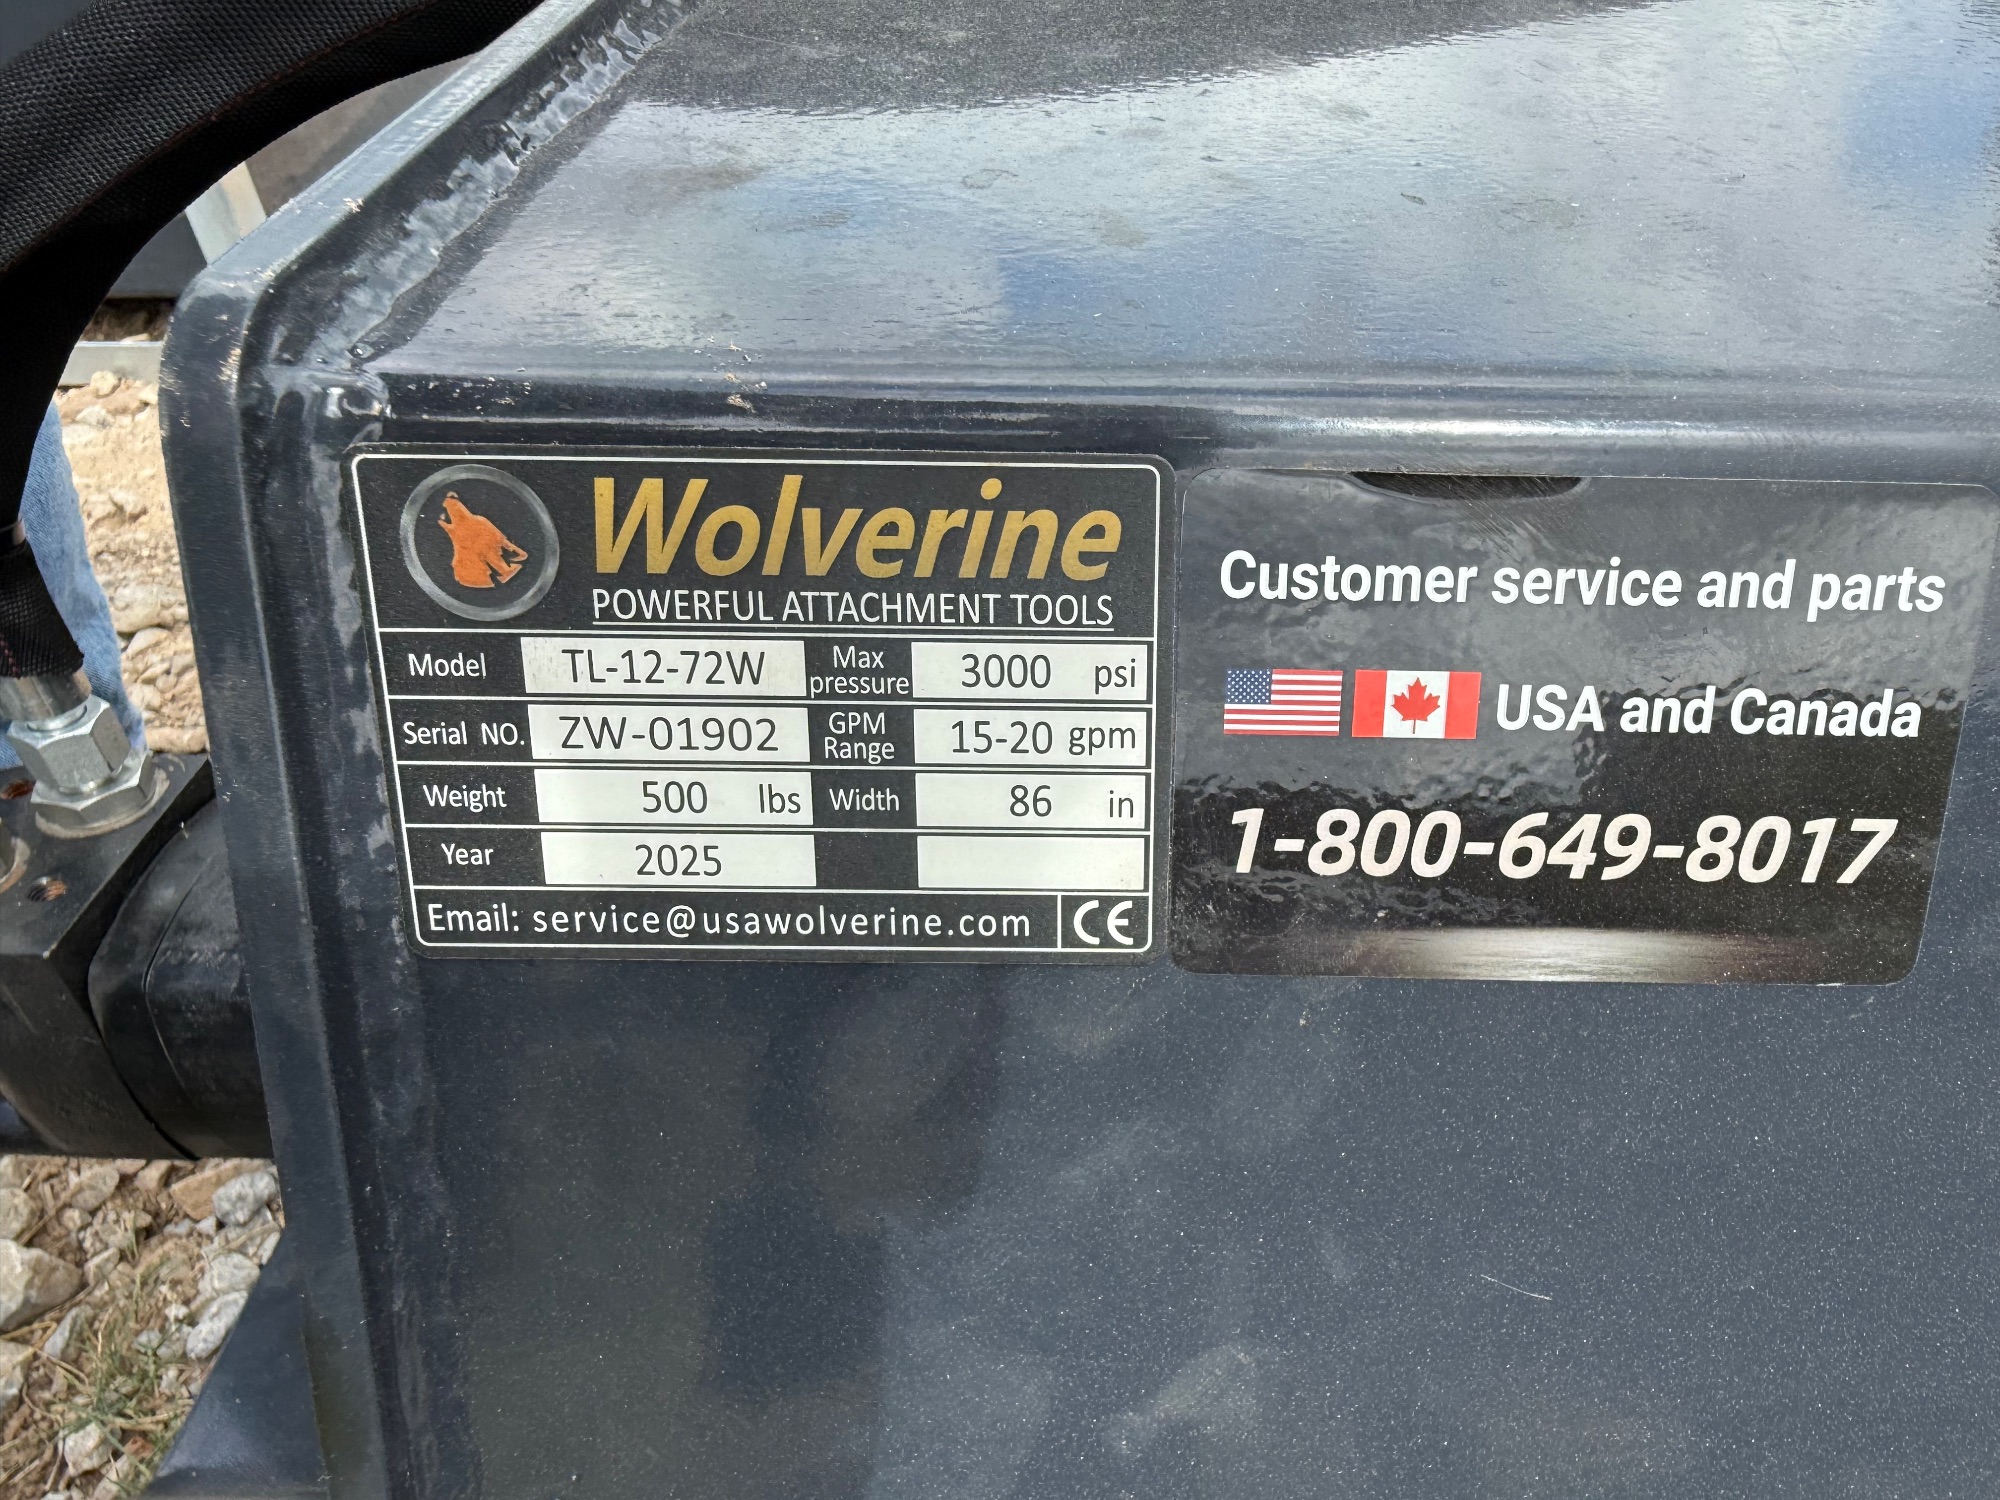 Wolverine
POWERFUL ATTACHMENT TOOLS
Model TL-12-72W Max pressure 3000 psi
Serial NO. ZW-01902 GPM Range 15-20 gpm
Weight 500 lbs Width 86 in
Year 2025
Email: service@usawolverine.com CE
Customer service and parts
USA and Canada
1-800-649-8017